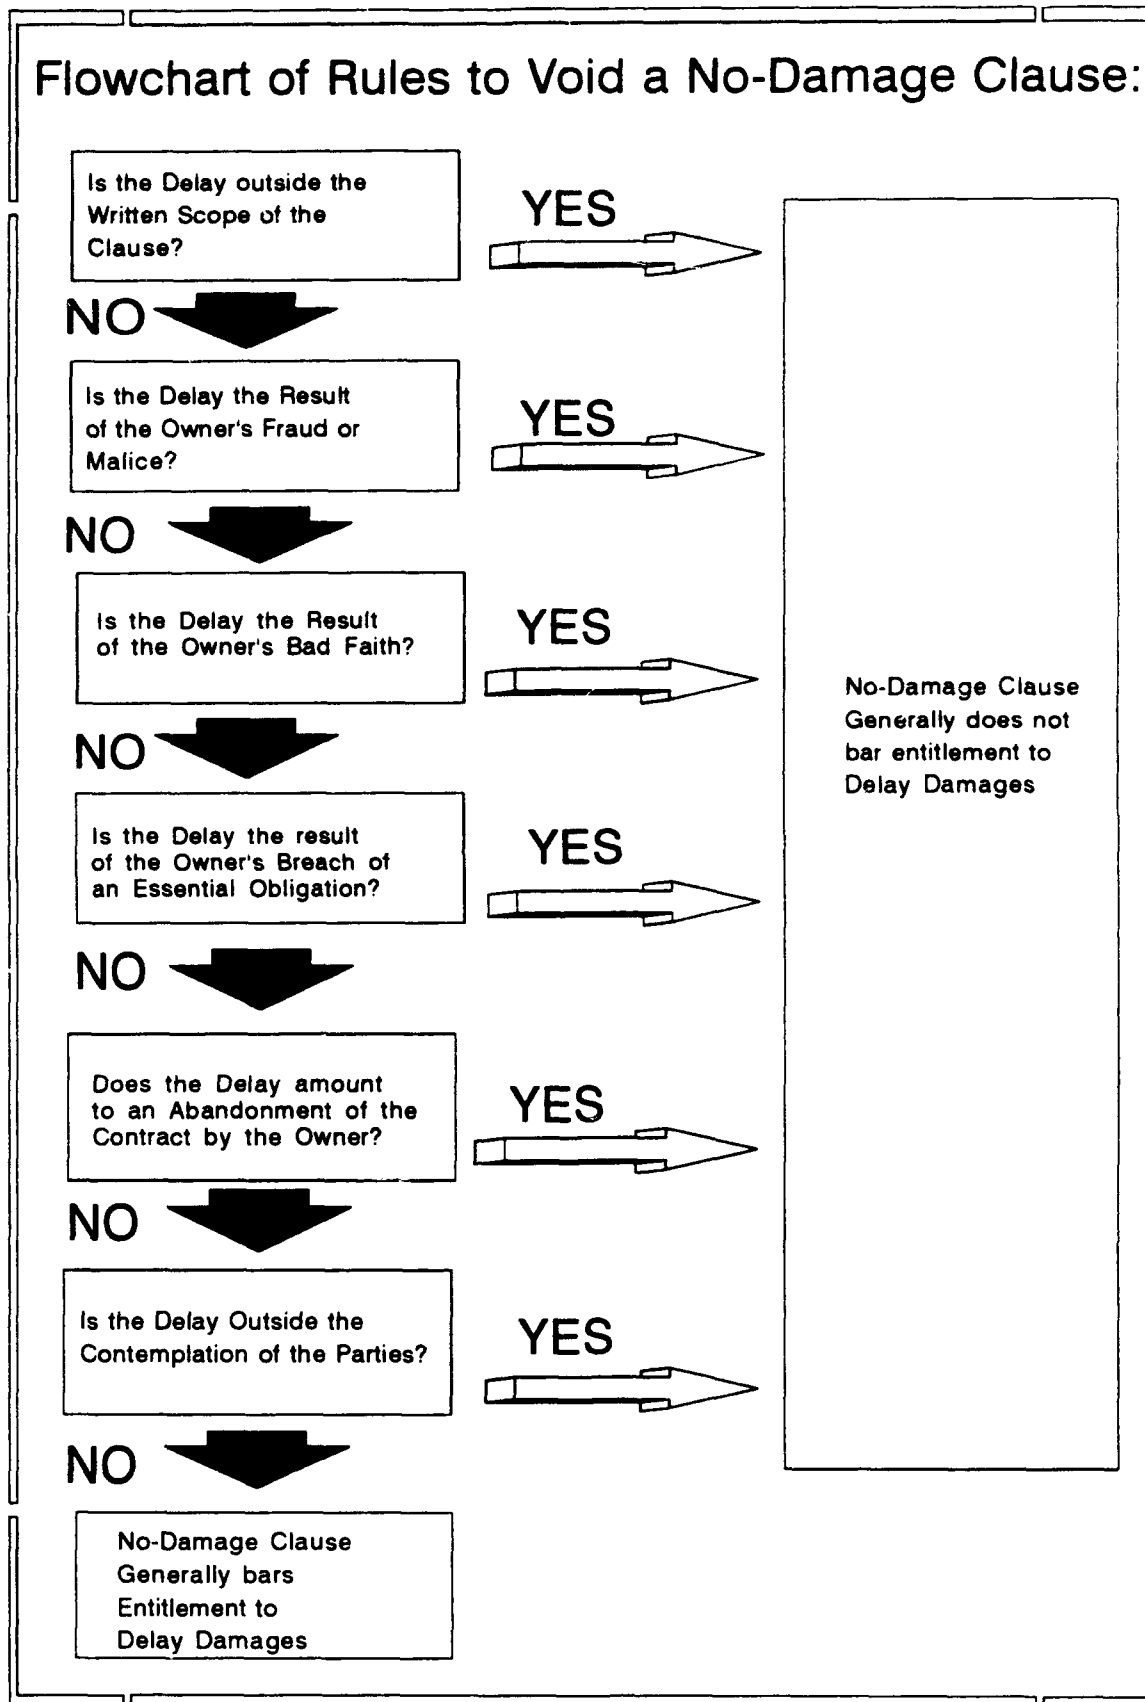 Flowchart of Rules to Void a No-Damage Clause:
Is the Delay outside the
Written Scope of the
Clause?
YES
NO
Is the Delay the Result
of the Owner's Fraud or
Malice?
YES
NO
Is the Delay the Result
of the Owner's Bad Faith?
YES
No-Damage Clause
Generally does not
bar entitlement to
Delay Damages
NO
Is the Delay the result
of the Owner's Breach of
an Essential Obligation?
YES
NO
Does the Delay amount
to an Abandonment of the
Contract by the Owner?
YES
NO
Is the Delay Outside the
Contemplation of the Parties?
YES
NO
No-Damage Clause
Generally bars
Entitlement to
Delay Damages